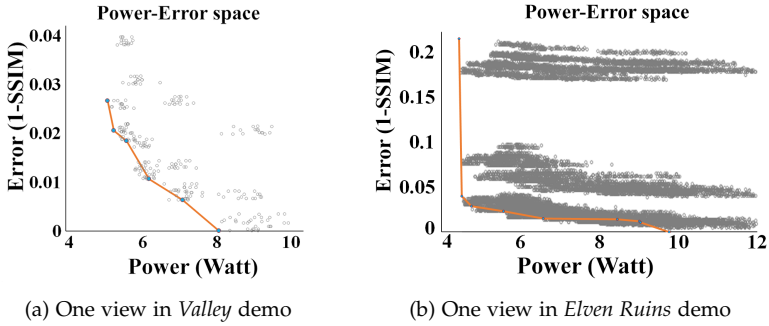 Power-Error space
Error (1-SSIM)
0.04
0.03
0.02
0.01
0
4
6
8
10
Power (Watt)
(a) One view in Valley demo
Power-Error space
Error (1-SSIM)
0.2
0.15
0.1
0.05
0
4
6
8
10
12
Power (Watt)
(b) One view in Elven Ruins demo